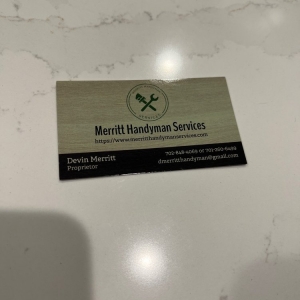 Merritt Handyman Services
https://www.merritthandymanservices.com
Devin Merritt
Proprietor
dmerritthandyman@gmail.com